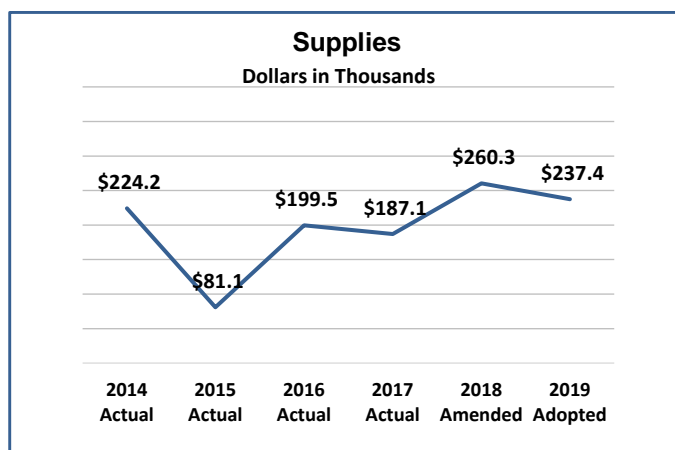 Supplies
Dollars in Thousands
$224.2
$81.1
$199.5
$187.1
$260.3
$237.4
2014 2015 2016 2017 2018 2019
Actual Actual Actual Actual Amended Adopted